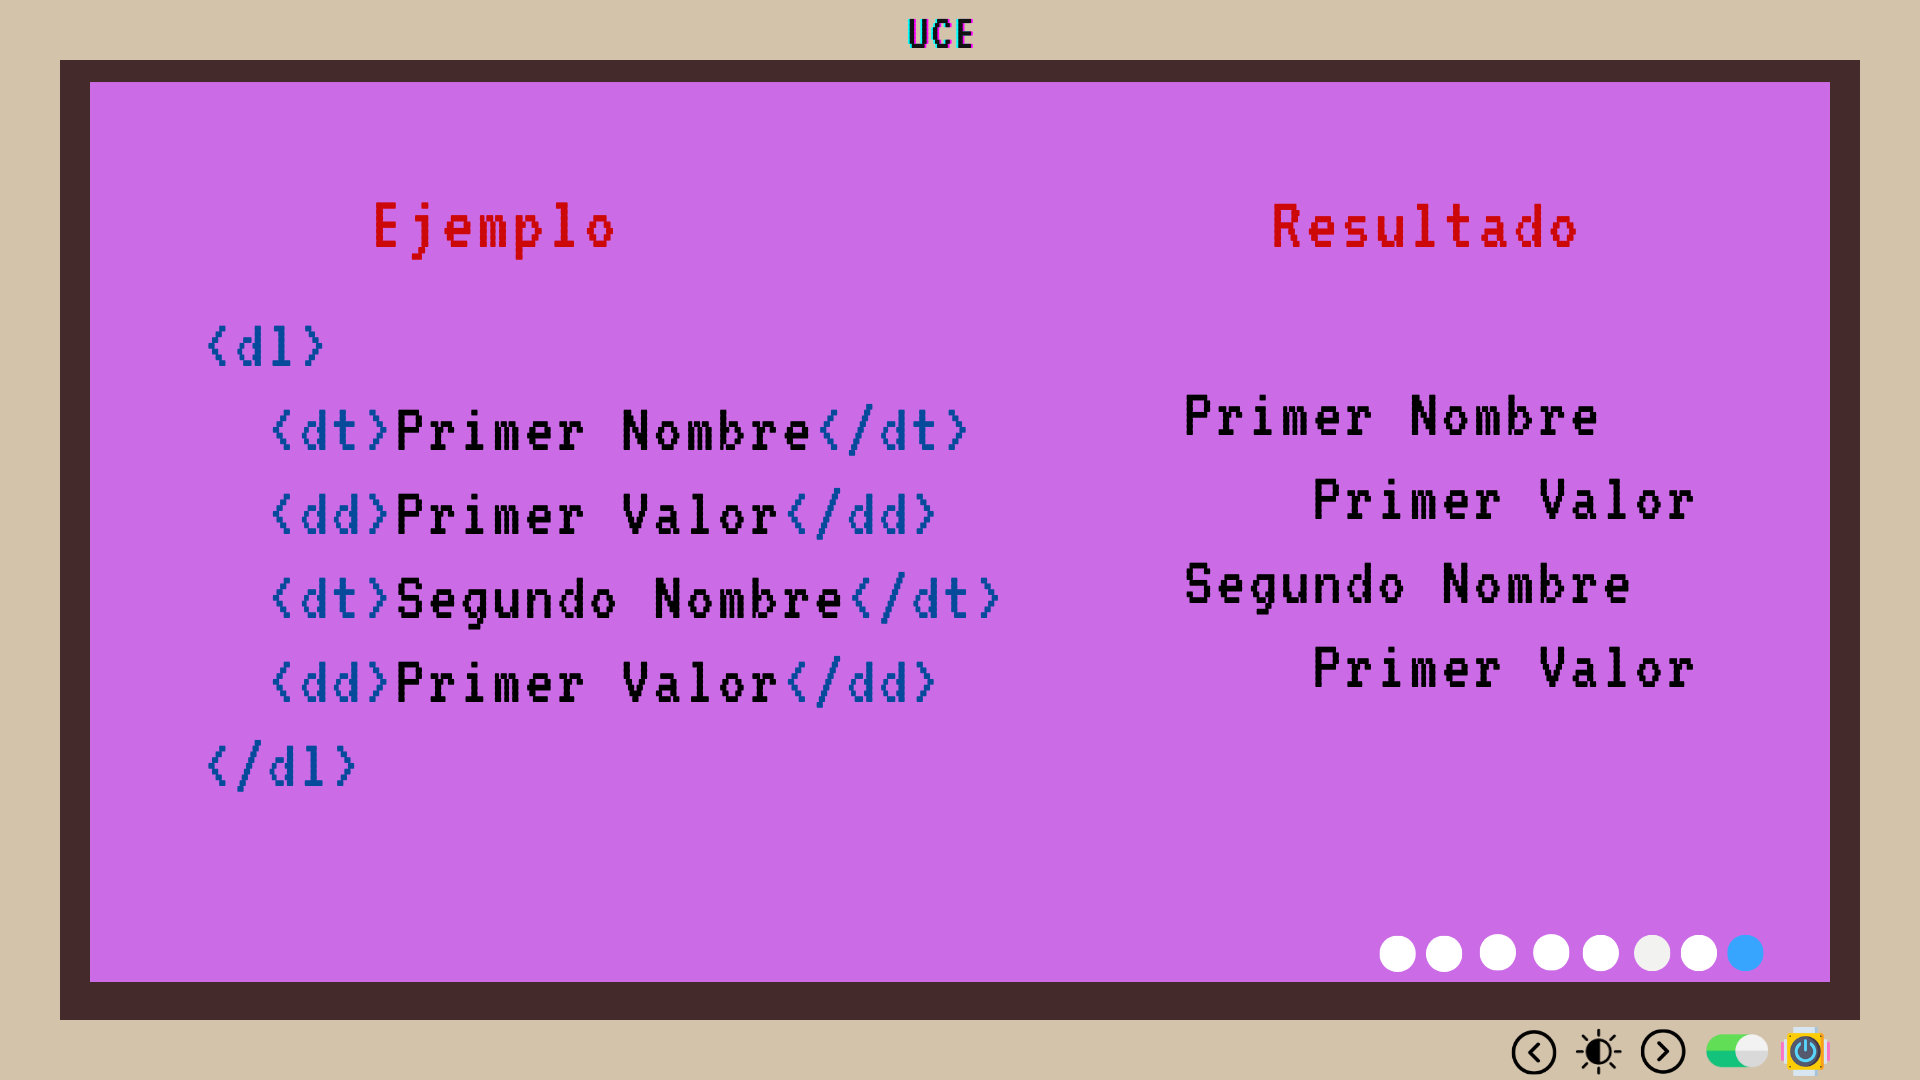 UCE
Ejemplo
<dl>
<dt>Primer Nombre</dt>
<dd>Primer Valor</dd>
<dt>Segundo Nombre</dt>
<dd>Primer Valor</dd>
</dl>
Resultado
Primer Nombre
Primer Valor
Segundo Nombre
Primer Valor